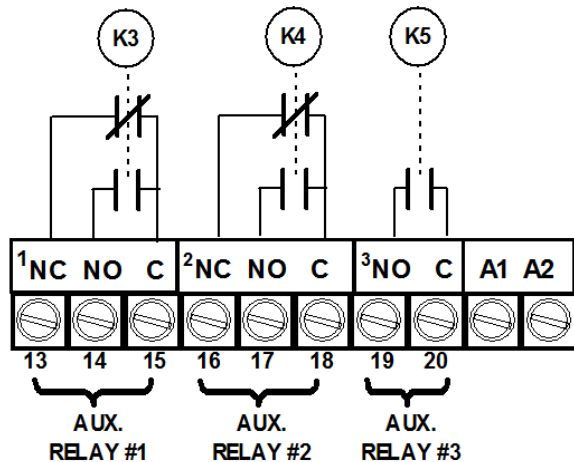 K3 K4 K5
1NC NO C 2NC NO C 3NO C A1 A2
13 14 15 16 17 18 19 20
AUX. AUX. AUX.
RELAY #1 RELAY #2 RELAY #3